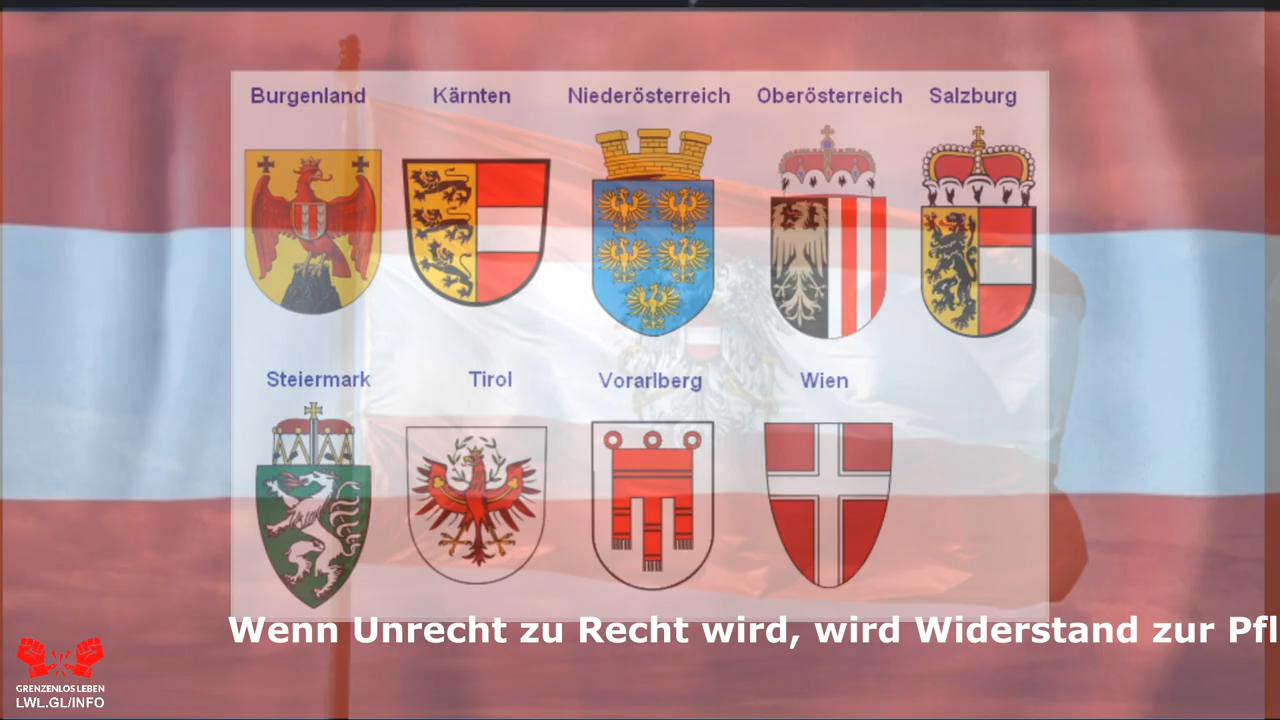 Burgenland Kärnten Niederösterreich Oberösterreich Salzburg
Steiermark Tirol Vorarlberg Wien
Wenn Unrecht zu Recht wird, wird Widerstand zur Pfl
GRENZENLOS LEBEN
LWL.GL/INFO